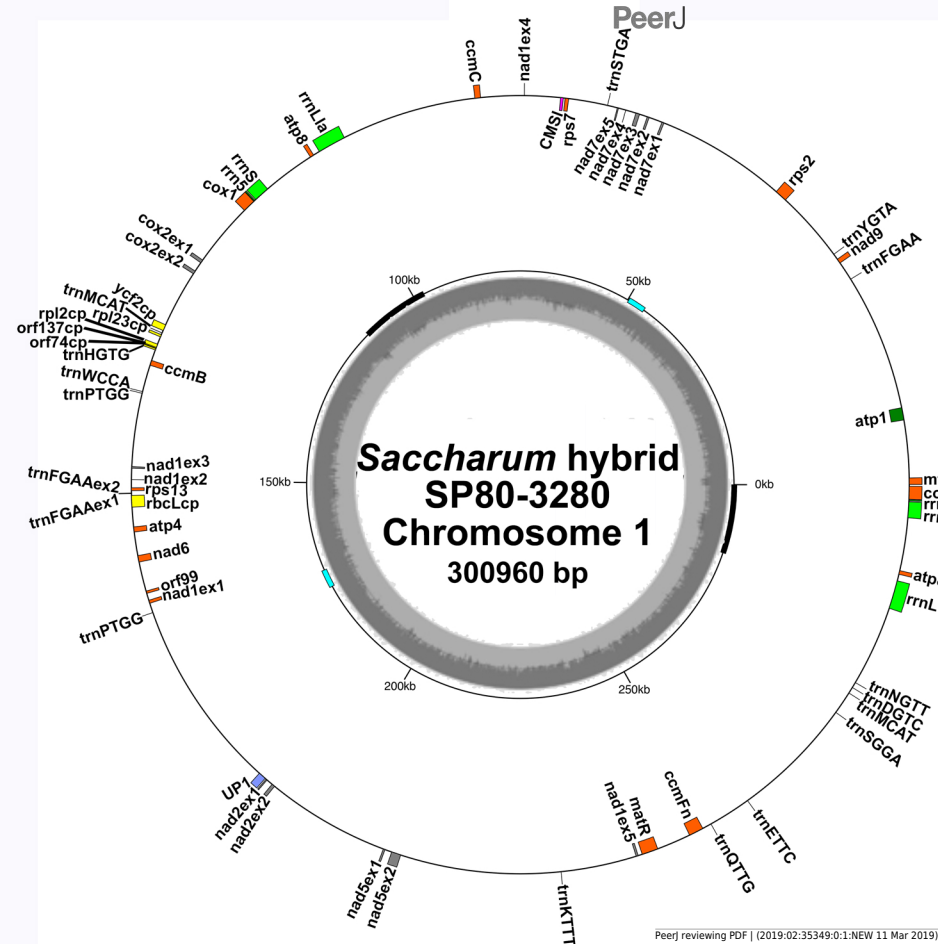 PeerJ
nad1ex4
ccmC
trnSTGA
CMSI
rps7
nad7ex5
nad7ex4
nad7ex3
nad7ex2
nad7ex1
rps2
trnYGTA
nad9
trnFGAA
atp1
trnNGTT
trnDGTC
trnMCAT
trnSGGA
trnETTC
trnQTTG
ccmFn
matR
nad1ex5
trnKTTT
nad5ex2
nad5ex1
nad2ex2
nad2ex1
UP1
trnPTGG
nad1ex1
orf99
nad6
atp4
rbcLcp
trnFGAAex1
rps13
trnFGAAex2
nad1ex2
nad1ex3
trnPTGG
trnWCCA
ccmB
trnHGTG
orf74cp
orf137cp
rpl2cp
rpl23cp
trnMCAT
ycf2cp
cox2ex2
cox2ex1
cox1
rrn5
rrnS
atp8
rrnLla
0kb
50kb
100kb
150kb
200kb
250kb
Saccharum hybrid
SP80-3280
Chromosome 1
300960 bp
PeerJ reviewing PDF | (2019:02:35349:0:1:NEW 11 Mar 2019)